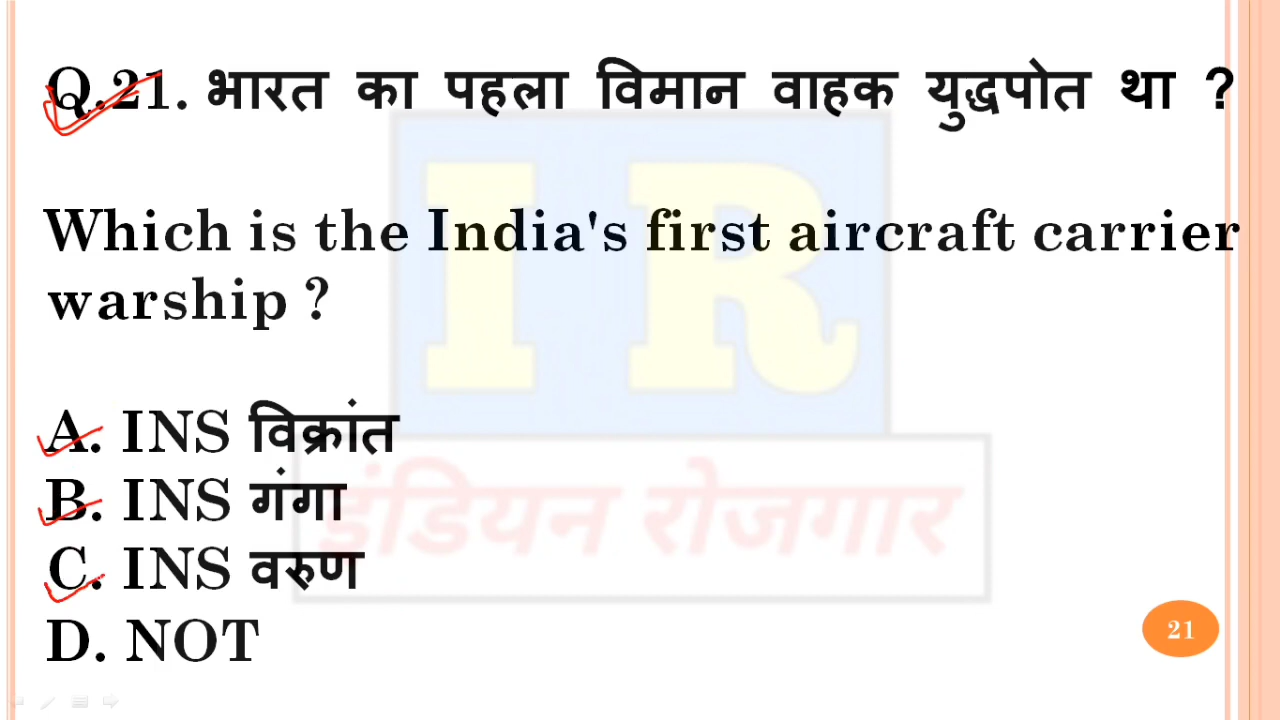 Q.21. भारत का पहला विमान वाहक युद्धपोत था ?
Which is the India's first aircraft carrier
warship ?
I R
A. INS विक्रांत
B. INS गंगा
इंडियन रोजगार
C. INS वरुण
D. NOT
21